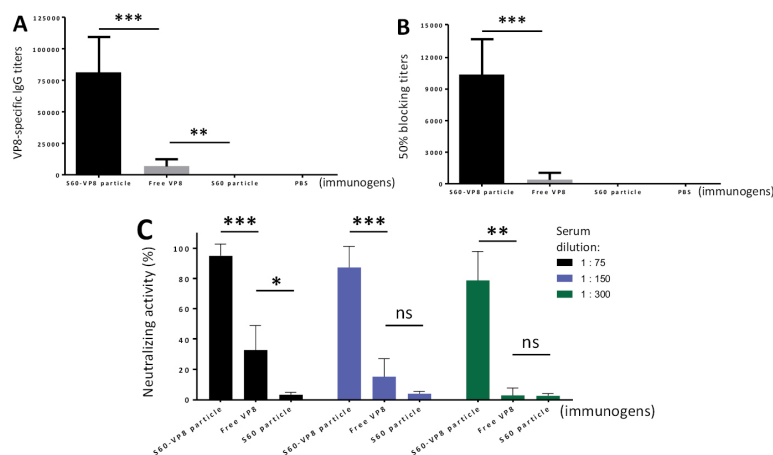 A
VP8-specific IgG titers
125000
100000
75000
50000
25000
0
***
**
S60-VP8 particle Free VP8 S60 particle PBS (immunogens)
B
50% blocking titers
15000
12000
9000
6000
3000
0
***
S60-VP8 particle Free VP8 S60 particle PBS (immunogens)
C
Neutralizing activity (%)
100
80
60
40
20
0
***
*
***
ns
**
ns
Serum
dilution:
1 : 75
1 : 150
1 : 300
S60-VP8 particle
Free VP8
S60 particle
S60-VP8 particle
Free VP8
S60 particle
S60-VP8 particle
Free VP8
S60 particle
(immunogens)